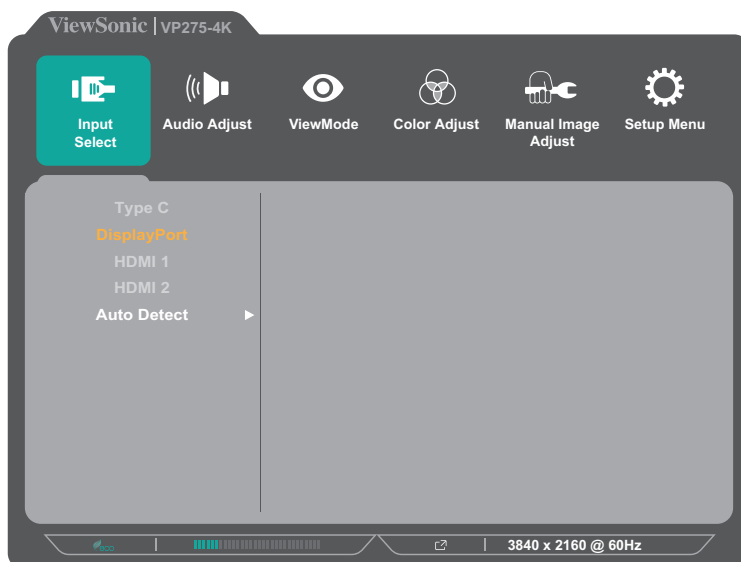 ViewSonic | VP275-4K
Input Select
Audio Adjust
ViewMode
Color Adjust
Manual Image Adjust
Setup Menu
Type C
DisplayPort
HDMI 1
HDMI 2
Auto Detect
eco
3840 x 2160 @ 60Hz